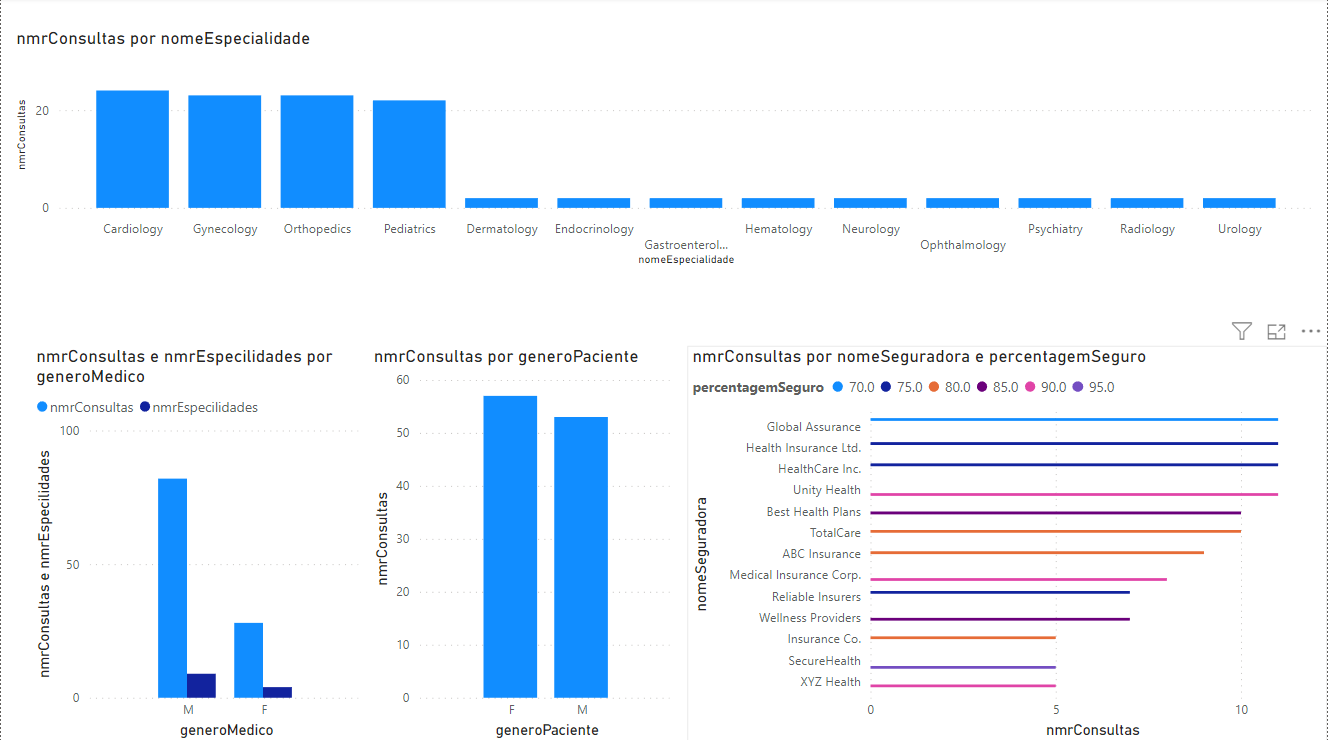 nmrConsultas por nomeEspecialidade
nmrConsultas
20
0
Cardiology Gynecology Orthopedics Pediatrics Dermatology Endocrinology Gastroenterol... Hematology Neurology Ophthalmology Psychiatry Radiology Urology
nomeEspecialidade
nmrConsultas e nmrEspecilidades por
generoMedico
nmrConsultas nmrEspecilidades
nmrConsultas e nmrEspecilidades
100
50
0
M F
generoMedico
nmrConsultas por generoPaciente
nmrConsultas
60
50
40
30
20
10
0
F M
generoPaciente
nmrConsultas por nomeSeguradora e percentagemSeguro
percentagemSeguro 70.0 75.0 80.0 85.0 90.0 95.0
nomeSeguradora
Global Assurance
Health Insurance Ltd.
HealthCare Inc.
Unity Health
Best Health Plans
TotalCare
ABC Insurance
Medical Insurance Corp.
Reliable Insurers
Wellness Providers
Insurance Co.
SecureHealth
XYZ Health
0 5 10
nmrConsultas